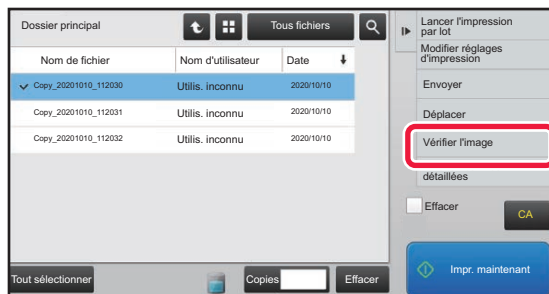 Dossier principal
Tous fichiers
Nom de fichier
Nom d'utilisateur
Date
Copy_20201010_112030
Utilis. inconnu
2020/10/10
Copy_20201010_112031
Utilis. inconnu
2020/10/10
Copy_20201010_112032
Utilis. inconnu
2020/10/10
Tout sélectionner
Copies
Effacer
Lancer l'impression
par lot
Modifier réglages
d'impression
Envoyer
Déplacer
Vérifier l'image
détaillées
Effacer
CA
Impr. maintenant